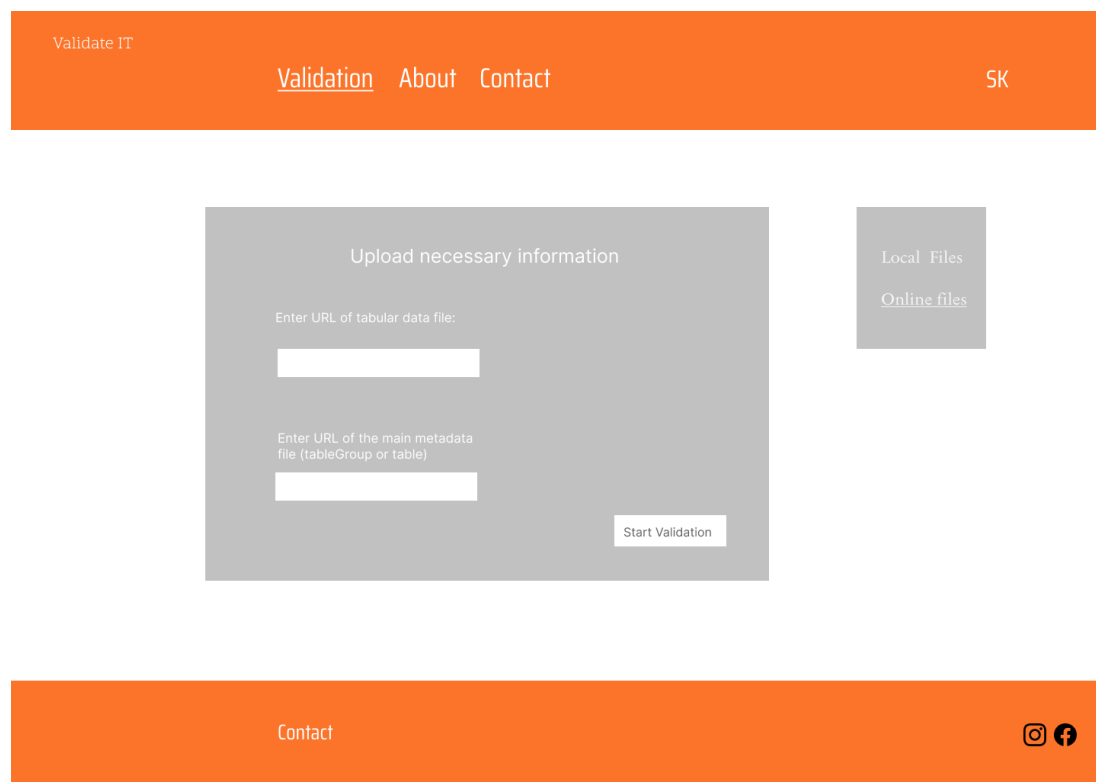 Validate IT
Validation About Contact
SK
Upload necessary information
Local Files
Online files
Enter URL of tabular data file:
Enter URL of the main metadata
file (tableGroup or table)
Start Validation
Contact